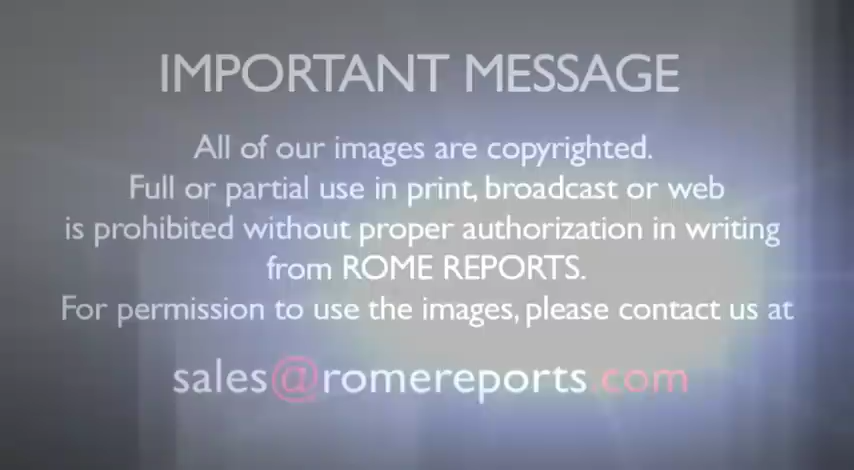 IMPORTANT MESSAGE
All of our images are copyrighted.
Full or partial use in print, broadcast or web
is prohibited without proper authorization in writing
from ROME REPORTS.
For permission to use the images, please contact us at
sales@romereports.com